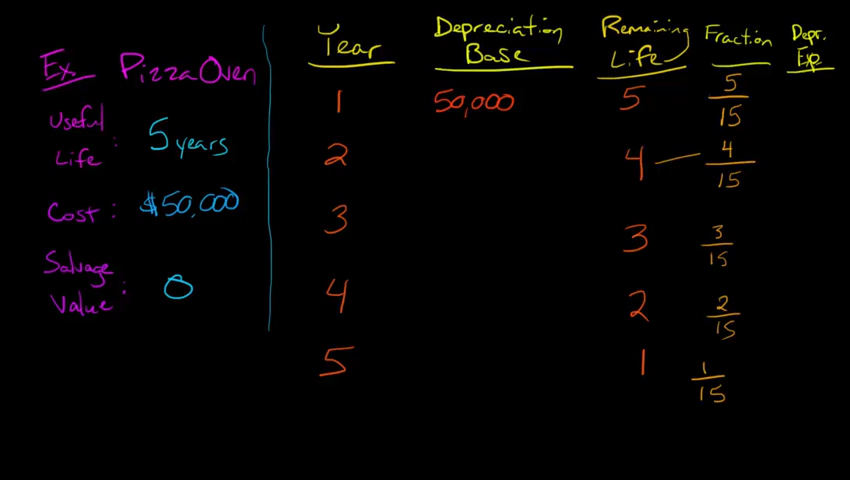 Ex. Pizza Oven
Useful Life: 5 years
Cost: $50,000
Salvage Value: 0
Year Depreciation Base Remaining Life Fraction Depr. Exp.
1 50,000 5 5/15
2 4 4/15
3 3 3/15
4 2 2/15
5 1 1/15